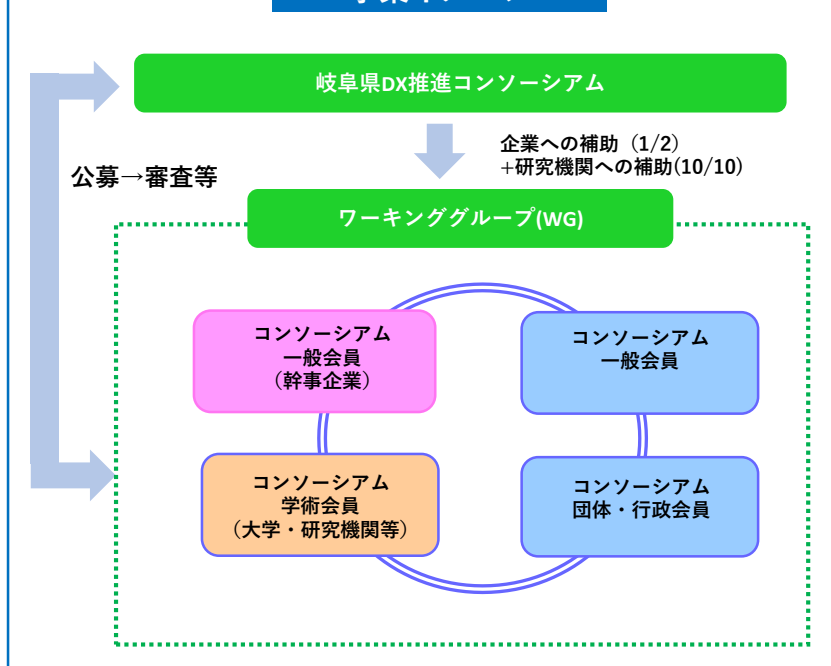 岐阜県DX推進コンソーシアム
企業への補助（1/2）
+研究機関への補助(10/10)
公募→審査等
ワーキンググループ(WG)
コンソーシアム
一般会員
（幹事企業）
コンソーシアム
一般会員
コンソーシアム
学術会員
（大学・研究機関等）
コンソーシアム
団体・行政会員